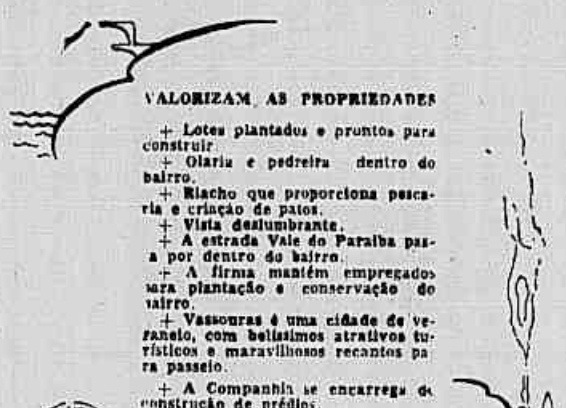 VALORIZAM AS PROPRIEDADES
+ Lotes plantados e prontos para
construir
+ Olaria e pedreira dentro do
bairro.
+ Riacho que proporciona pesca-
ria e criação de patos.
+ Vista deslumbrante.
+ A estrada Vale do Paraiba pas-
a por dentro do bairro.
+ A firma mantém empregados
para plantação e conservação do
bairro.
+ Vassouras é uma cidade de ve-
raneio, com belissimos atrativos tu-
rísticos e maravilhosos recantos pa
ra passeio.
+ A Companhia se encarrega de
construção de prédios